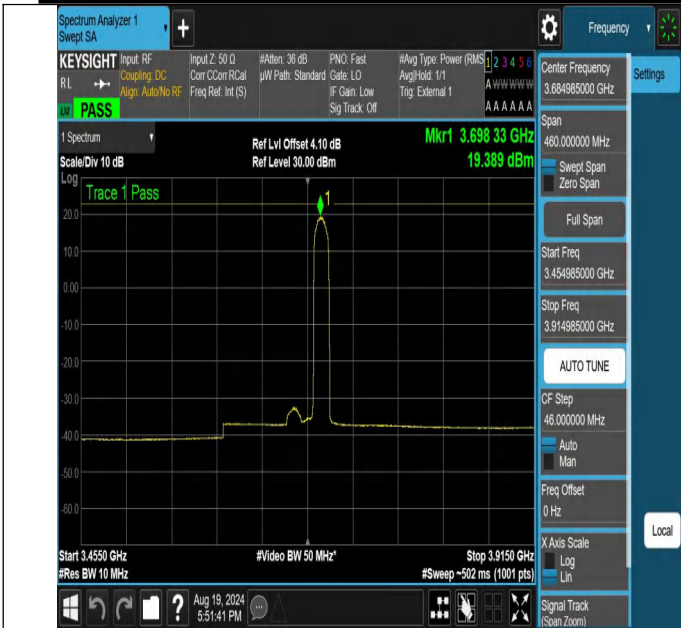 Spectrum Analyzer 1
Swept SA
Frequency
KEYSIGHT
RL
PASS
Input: RF
Coupling: DC
Align: Auto/No RF
Input Z: 50 Ω
Corr CCorr RCal
Freq Ref: Int (S)
#Atten: 36 dB
µW Path: Standard
PNO: Fast
Gate: LO
IF Gain: Low
Sig Track: Off
#Avg Type: Power (RMS
Avg|Hold: 1/1
Trig: External 1
1 2 3 4 5 6
A W W W W W
A A A A A A
Center Frequency
3.684985000 GHz
Settings
Span
460.000000 MHz
Swept Span
Zero Span
Full Span
Start Freq
3.454985000 GHz
Stop Freq
3.914985000 GHz
AUTO TUNE
CF Step
46.000000 MHz
Auto
Man
Freq Offset
0 Hz
X Axis Scale
Log
Lin
Local
Signal Track
(Span Zoom)
1 Spectrum
Scale/Div 10 dB
Ref Lvl Offset 4.10 dB
Ref Level 30.00 dBm
Mkr1 3.698 33 GHz
19.389 dBm
Log
Trace 1 Pass
1
20.0
10.0
0.00
-10.0
-20.0
-30.0
-40.0
-50.0
-60.0
Start 3.4550 GHz
#Res BW 10 MHz
#Video BW 50 MHz*
Stop 3.9150 GHz
#Sweep ~502 ms (1001 pts)
?
Aug 19, 2024
5:51:41 PM